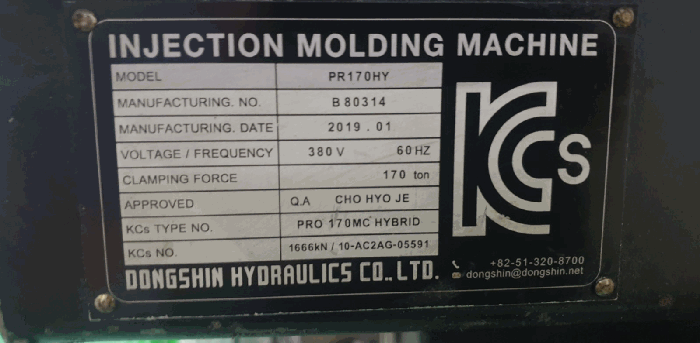 INJECTION MOLDING MACHINE
MODEL PR170HY
MANUFACTURING. NO. B80314
MANUFACTURING. DATE 2019 . 01
VOLTAGE / FREQUENCY 380 V 60 HZ
CLAMPING FORCE 170 ton
APPROVED Q.A CHO HYO JE
KCs TYPE NO. PRO 170MC HYBRID
KCs NO. 1666kN / 10-AC2AG-05591
KCs
DONGSHIN HYDRAULICS CO., LTD.
+82-51-320-8700
dongshin@dongshin.net